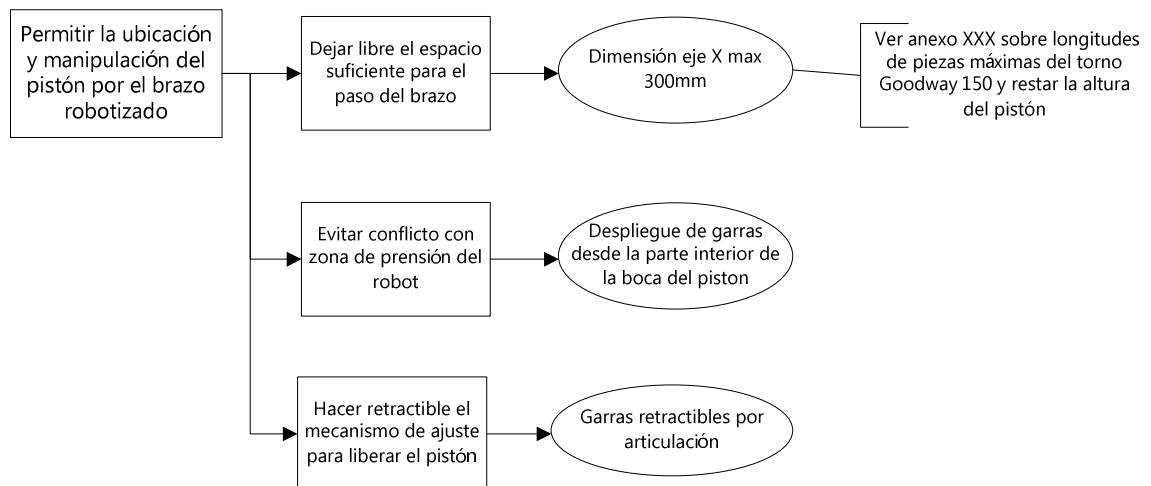 Permitir la ubicación
y manipulación del
pistón por el brazo
robotizado
Dejar libre el espacio
suficiente para el
paso del brazo
Dimensión eje X max
300mm
Ver anexo XXX sobre longitudes
de piezas máximas del torno
Goodway 150 y restar la altura
del pistón
Evitar conflicto con
zona de prensión del
robot
Despliegue de garras
desde la parte interior de
la boca del piston
Hacer retractible el
mecanismo de ajuste
para liberar el pistón
Garras retractibles por
articulación